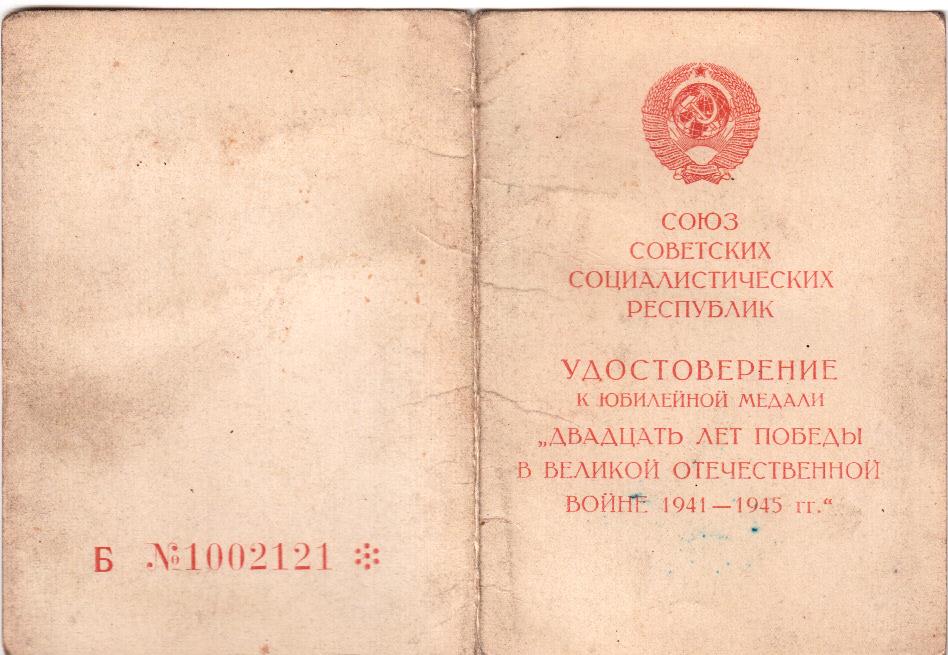 Б №1002121
СОЮЗ
СОВЕТСКИХ
СОЦИАЛИСТИЧЕСКИХ
РЕСПУБЛИК
УДОСТОВЕРЕНИЕ
К ЮБИЛЕЙНОЙ МЕДАЛИ
„ДВАДЦАТЬ ЛЕТ ПОБЕДЫ
В ВЕЛИКОЙ ОТЕЧЕСТВЕННОЙ
ВОЙНЕ 1941—1945 гг.“